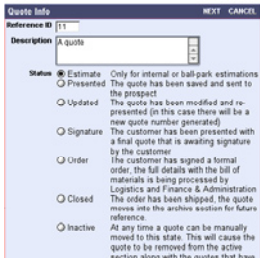 Quote Info NEXT CANCEL
Reference ID 11
Description A quote
Status Estimate Only for internal or ball-park estimations
Presented The quote has been saved and sent to
the prospect
Updated The quote has been modified and re-
presented (in this case there will be a
new quote number generated)
Signature The customer has been presented with
a final quote that is awaiting signature
by the customer
Order The customer has signed a formal
order, the full details with the bill of
materials is being processed by
Logistics and Finance & Administration
Closed The order has been shipped, the quote
moves into the archive section for future
reference.
Inactive At any time a quote can be manually
moved to this state. This will cause the
quote to be removed from the active
section along with the quotes that have